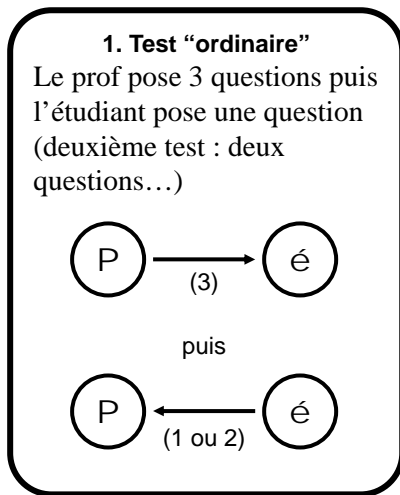 1. Test “ordinaire”
Le prof pose 3 questions puis
l’étudiant pose une question
(deuxième test : deux
questions…)
P é
(3)
puis
P é
(1 ou 2)